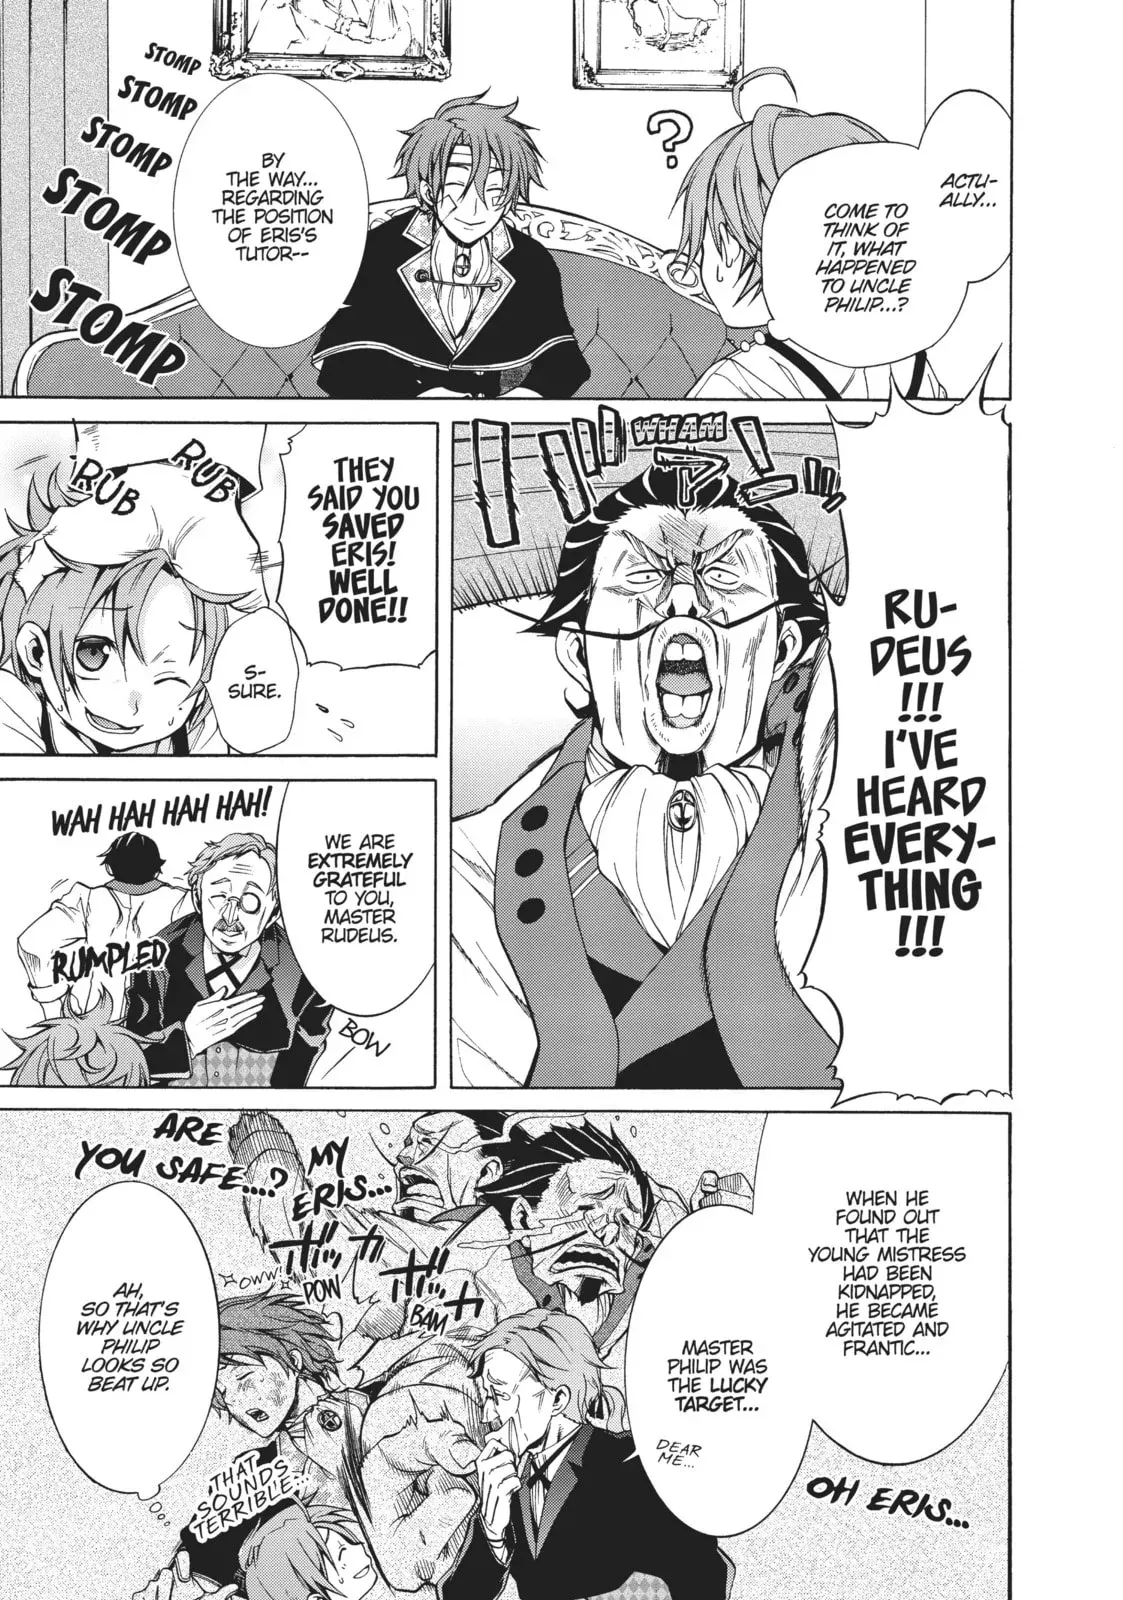 ACTU-
ALLY...
COME TO
THINK OF
IT, WHAT
HAPPENED
TO UNCLE
PHILIP...?
?
BY
THE WAY...
REGARDING
THE POSITION
OF ERIS'S
TUTOR--
STOMP
STOMP
STOMP
STOMP
STOMP
RU-
DEUS
!!!
I'VE
HEARD
EVERY-
THING
!!!
WHAM
THEY
SAID YOU
SAVED
ERIS!
WELL
DONE!!
RUB
RUB
S-
SURE.
WAH HAH HAH HAH!
WE ARE
EXTREMELY
GRATEFUL
TO YOU,
MASTER
RUDEUS.
RUMPLED
BOW
WHEN HE
FOUND OUT
THAT THE
YOUNG MISTRESS
HAD BEEN
KIDNAPPED,
HE BECAME
AGITATED AND
FRANTIC...
MASTER
PHILIP WAS
THE LUCKY
TARGET...
DEAR
ME...
OH ERIS...
MY
ERIS...
ARE
YOU SAFE...?
POW
BAM
OWW!
AH,
SO THAT'S
WHY UNCLE
PHILIP
LOOKS SO
BEAT UP.
THAT
SOUNDS
TERRIBLE...